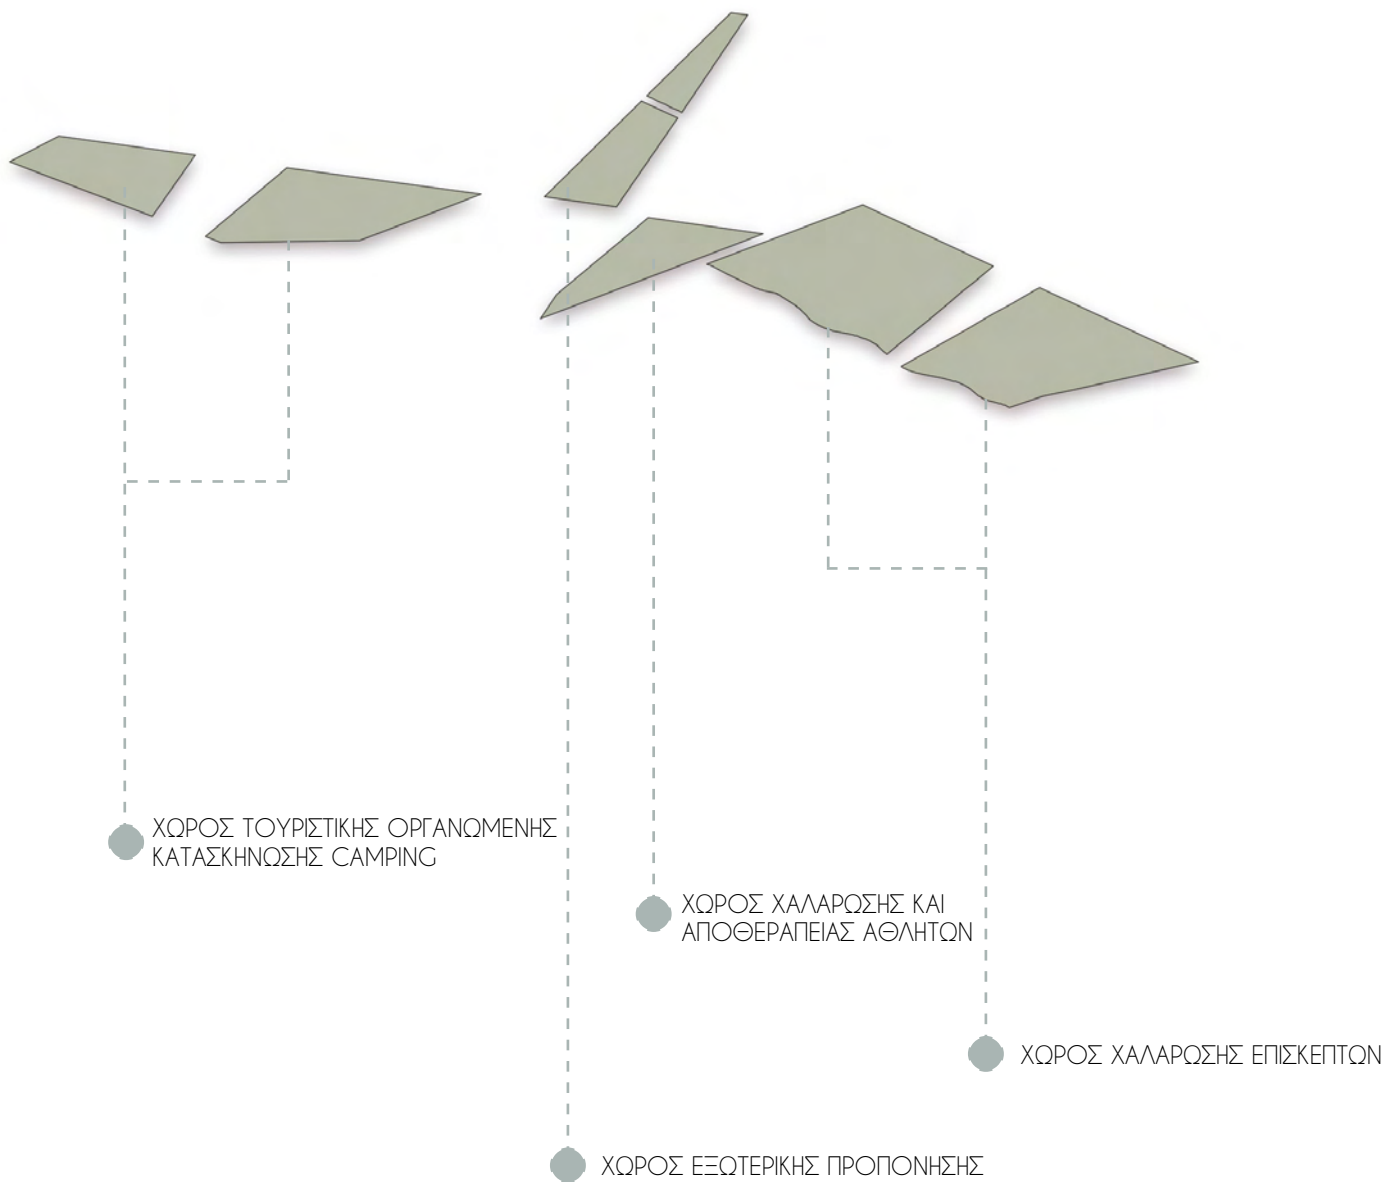 ΧΩΡΟΣ ΤΟΥΡΙΣΤΙΚΗΣ ΟΡΓΑΝΩΜΕΝΗΣ
ΚΑΤΑΣΚΗΝΩΣΗΣ CAMPING
ΧΩΡΟΣ ΧΑΛΑΡΩΣΗΣ ΚΑΙ
ΑΠΟΘΕΡΑΠΕΙΑΣ ΑΘΛΗΤΩΝ
ΧΩΡΟΣ ΧΑΛΑΡΩΣΗΣ ΕΠΙΣΚΕΠΤΩΝ
ΧΩΡΟΣ ΕΞΩΤΕΡΙΚΗΣ ΠΡΟΠΟΝΗΣΗΣ